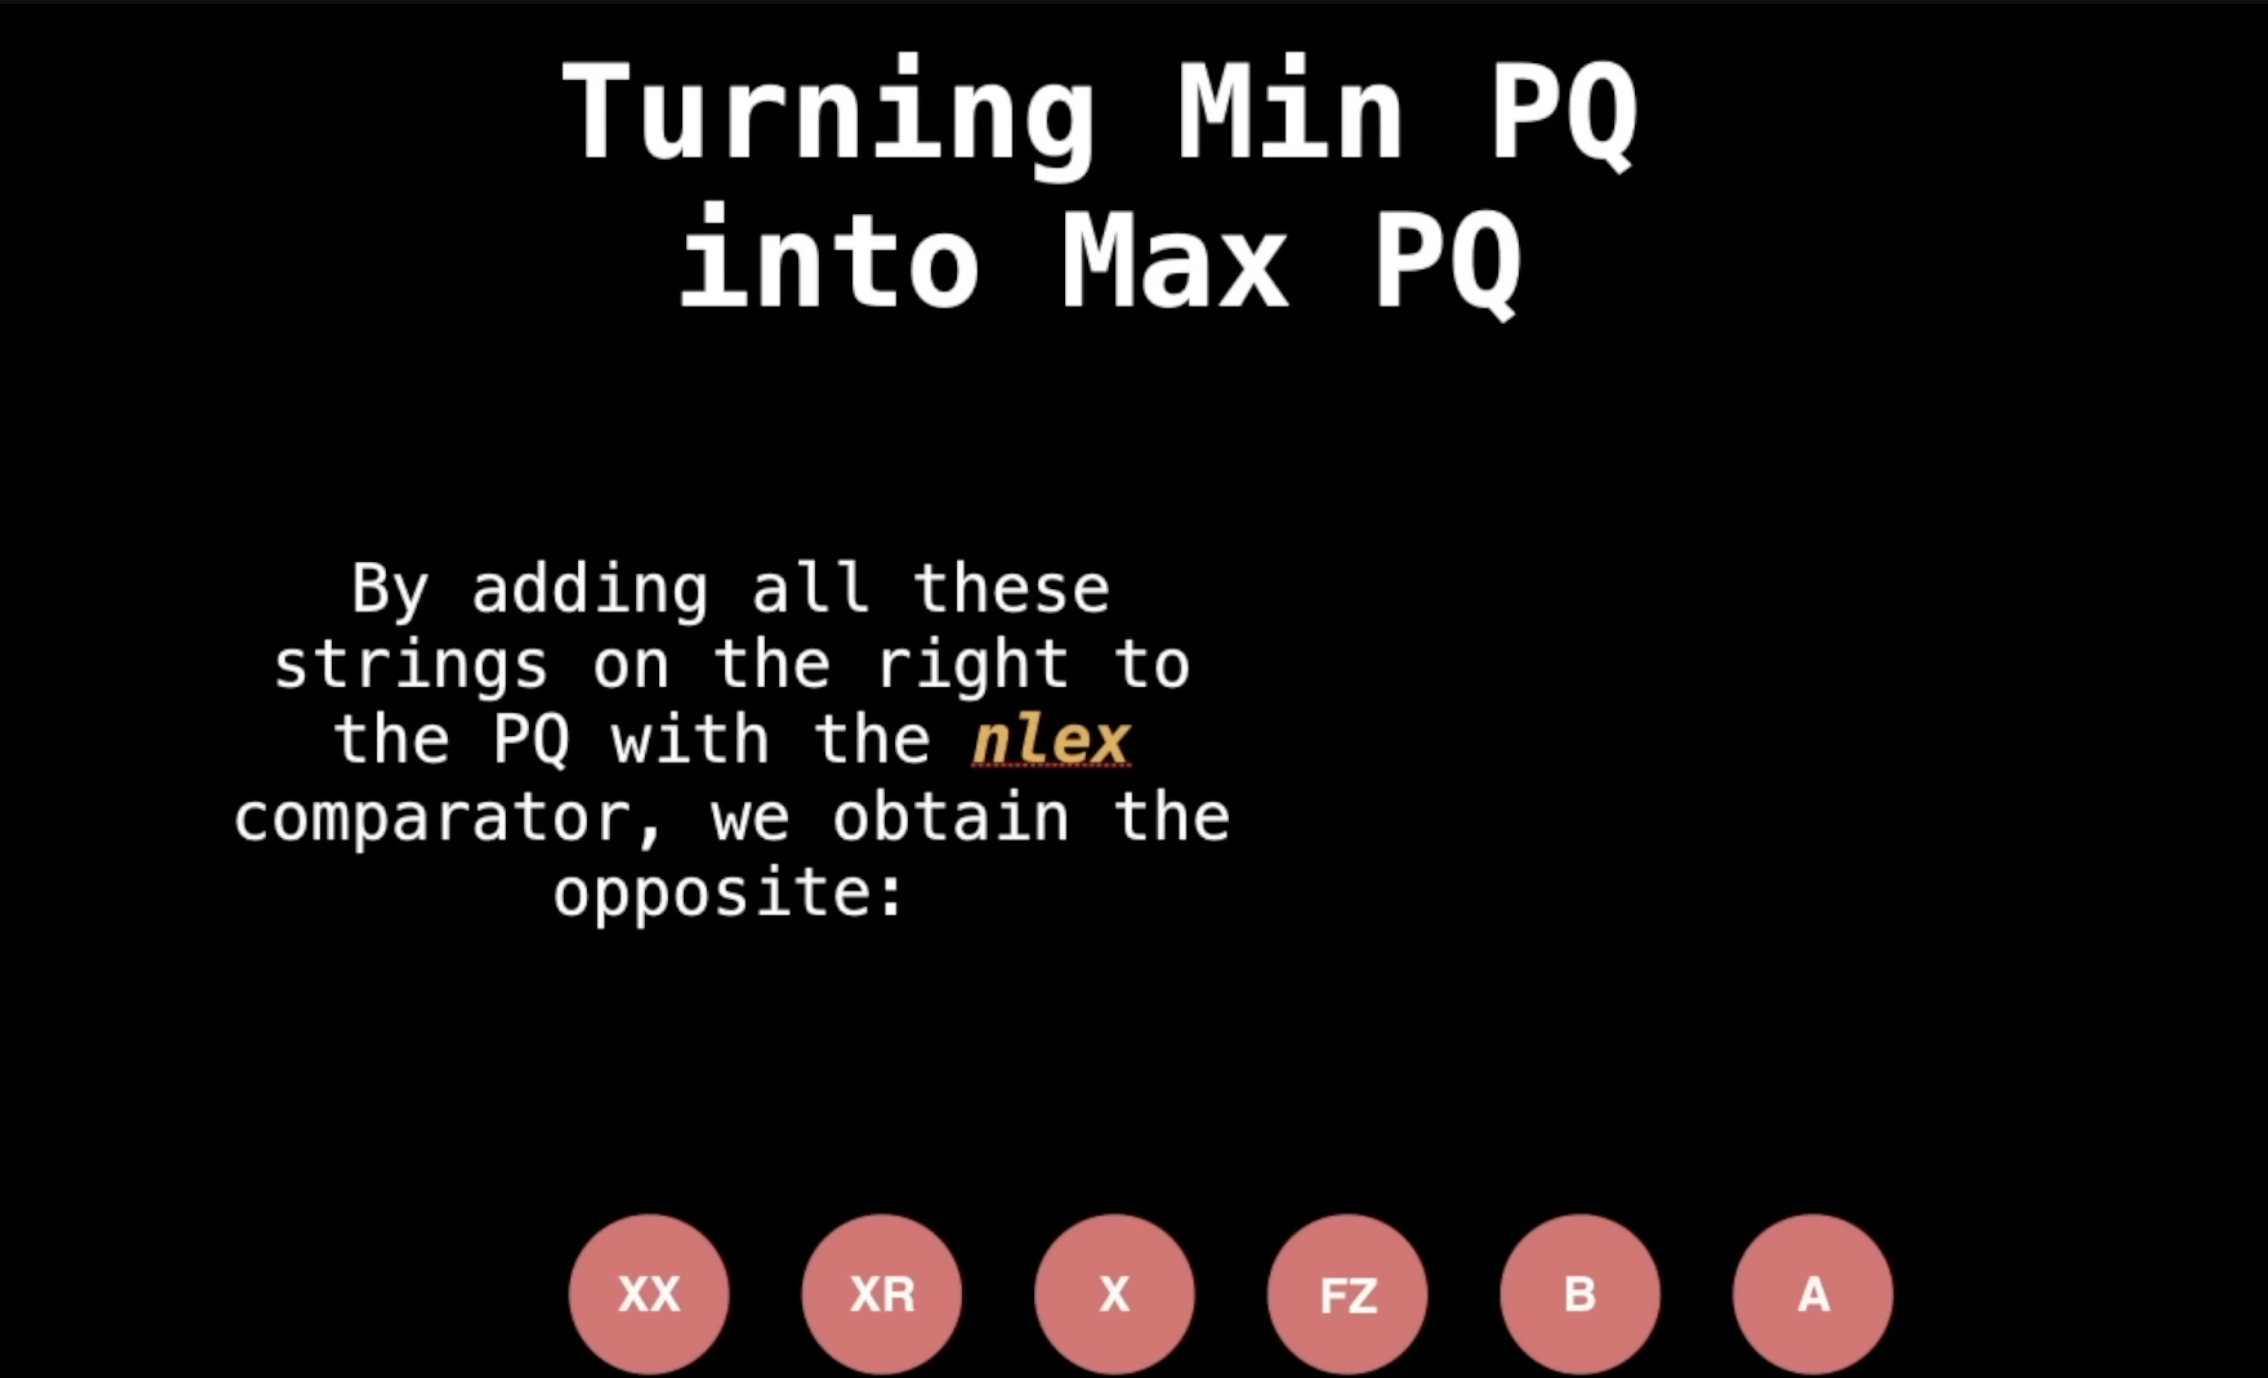 Turning Min PQ
into Max PQ
By adding all these
strings on the right to
the PQ with the nlex
comparator, we obtain the
opposite:
XX XR X FZ B A